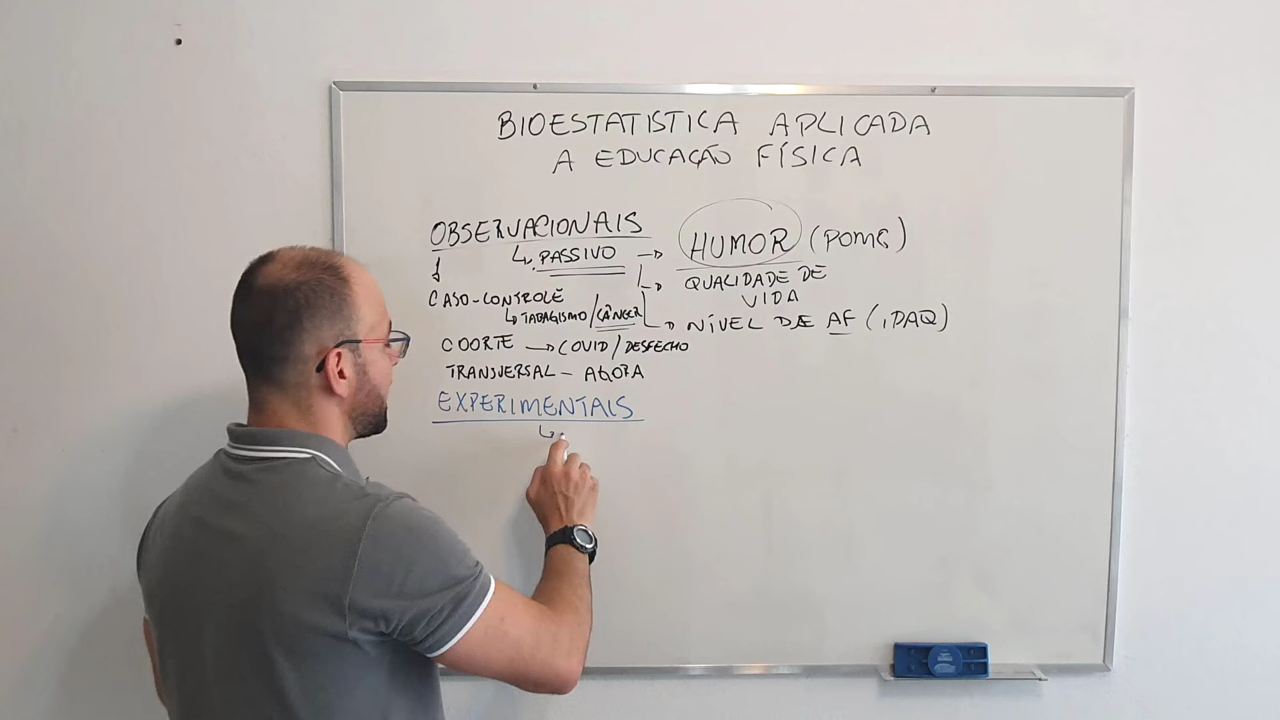 BIOESTATISTICA APLICADA
A EDUCAÇÃO FÍSICA
OBSERVACIONAIS
↳ PASSIVO → HUMOR (POMS)
→ QUALIDADE DE
VIDA
CASO-CONTROLE
↳ TABAGISMO/CÂNCER
→ NÍVEL DE AF (IPAQ)
COORTE → COVID/DESFECHO
TRANSVERSAL - AGORA
EXPERIMENTAIS
↳